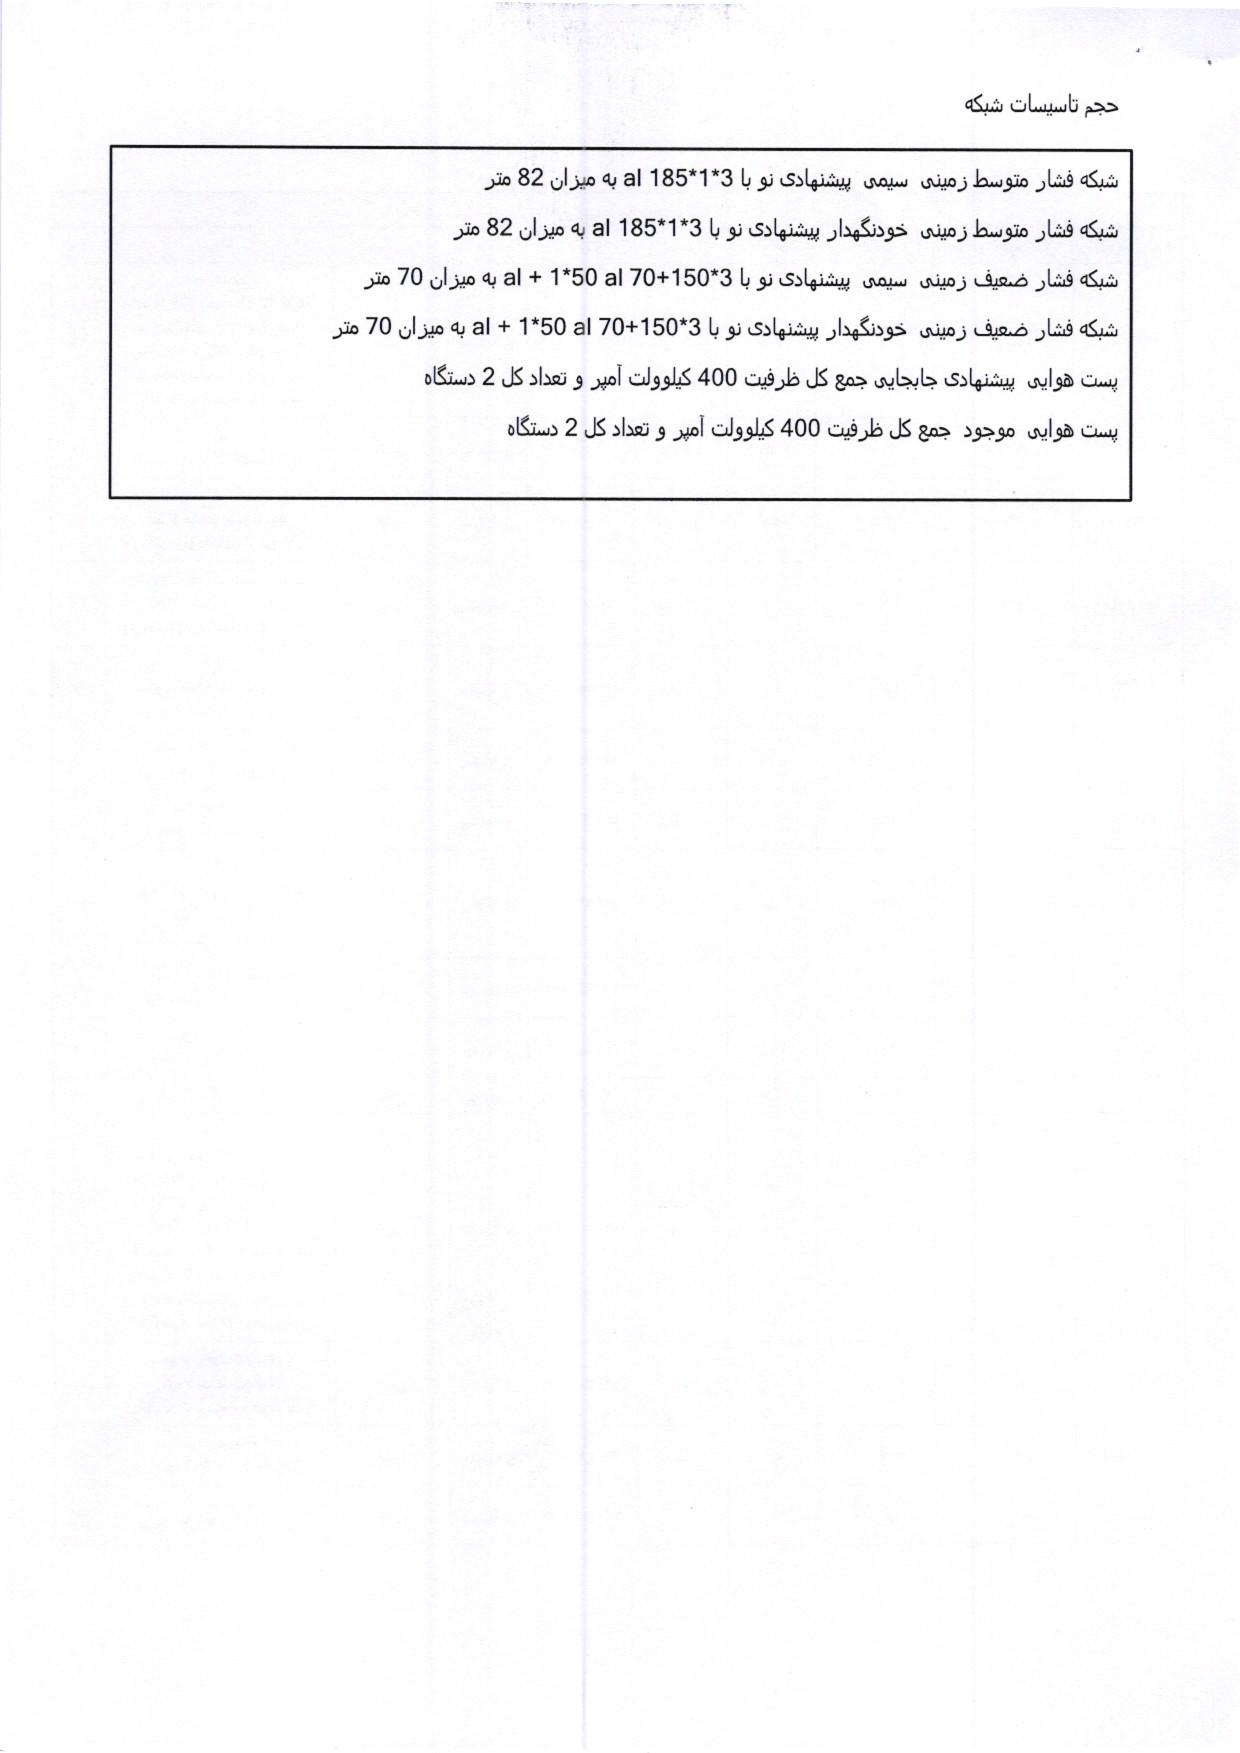 حجم تاسیسات شبکه
شبکه فشار متوسط زمینی سیمی پیشنهادی نو با 3*1*185 al به میزان 82 متر
شبکه فشار متوسط زمینی خودنگهدار پیشنهادی نو با 3*1*185 al به میزان 82 متر
شبکه فشار ضعیف زمینی سیمی پیشنهادی نو با 3*150+70 al + 1*50 al به میزان 70 متر
شبکه فشار ضعیف زمینی خودنگهدار پیشنهادی نو با 3*150+70 al + 1*50 al به میزان 70 متر
پست هوایی پیشنهادی جابجایی جمع کل ظرفیت 400 کیلوولت آمپر و تعداد کل 2 دستگاه
پست هوایی موجود جمع کل ظرفیت 400 کیلوولت آمپر و تعداد کل 2 دستگاه